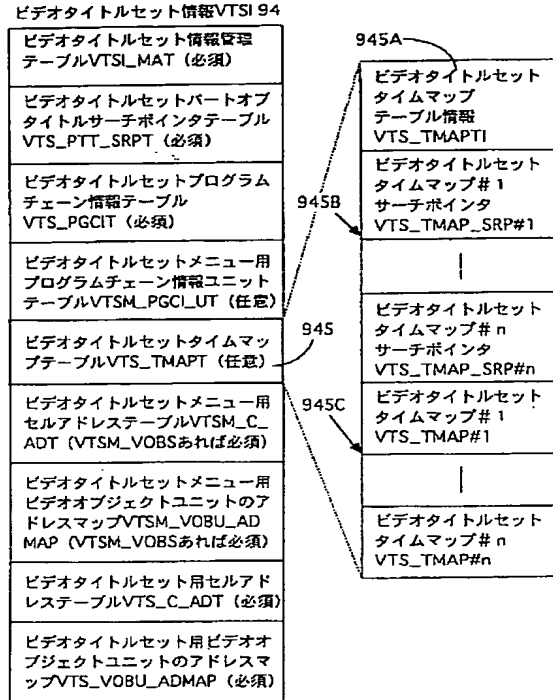 ビデオタイトルセット情報VTSI 94
ビデオタイトルセット情報管理
テーブルVTSI_MAT（必須）
ビデオタイトルセットパートオブ
タイトルサーチポインタテーブル
VTS_PTT_SRPT（必須）
ビデオタイトルセットプログラム
チェーン情報テーブル
VTS_PGCIT（必須）
ビデオタイトルセットメニュー用
プログラムチェーン情報ユニット
テーブルVTSM_PGCI_UT（任意）
ビデオタイトルセットタイムマッ
プテーブルVTS_TMAPT（任意）
ビデオタイトルセットメニュー用
セルアドレステーブルVTSM_C_
ADT（VTSM_VOBSあれば必須）
ビデオタイトルセットメニュー用
ビデオオブジェクトユニットのア
ドレスマップVTSM_VOBU_AD
MAP（VTSM_VOBSあれば必須）
ビデオタイトルセット用セルアド
レステーブルVTS_C_ADT（必須）
ビデオタイトルセット用ビデオオ
ブジェクトユニットのアドレスマ
ップVTS_VOBU_ADMAP（必須）
945
945A
ビデオタイトルセット
タイムマップ
テーブル情報
VTS_TMAPTI
945B
ビデオタイトルセット
タイムマップ＃1
サーチポインタ
VTS_TMAP_SRP#1
ビデオタイトルセット
タイムマップ＃n
サーチポインタ
VTS_TMAP_SRP#n
945C
ビデオタイトルセット
タイムマップ＃1
VTS_TMAP#1
ビデオタイトルセット
タイムマップ＃n
VTS_TMAP#n